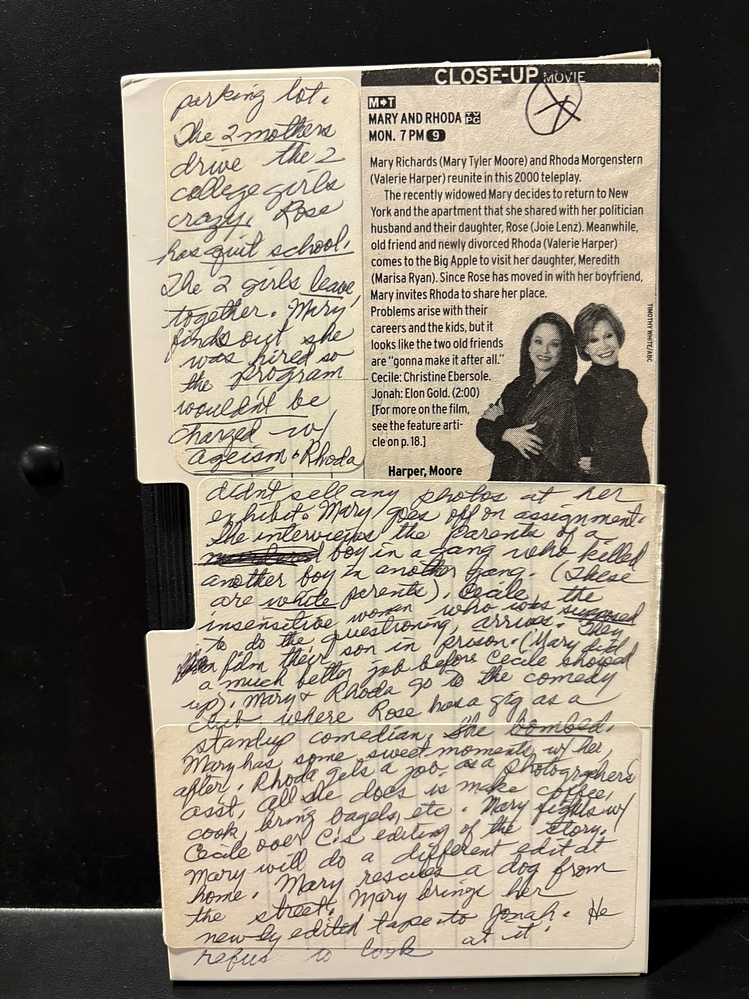 parking lot.
The 2 mothers
drive the 2
college girls
crazy. Rose
has quit school.
The 2 girls leave
together. Mary
finds out she
was hired so
the program
wouldn't be
charged w/
ageism & Rhoda
CLOSE-UP MOVIE
MARY AND RHODA TV PG
MON. 7 PM 9
Mary Richards (Mary Tyler Moore) and Rhoda Morgenstern
(Valerie Harper) reunite in this 2000 teleplay.
The recently widowed Mary decides to return to New
York and the apartment that she shared with her politician
husband and their daughter, Rose (Joie Lenz). Meanwhile,
old friend and newly divorced Rhoda (Valerie Harper)
comes to the Big Apple to visit her daughter, Meredith
(Marisa Ryan). Since Rose has moved in with her boyfriend,
Mary invites Rhoda to share her place.
Problems arise with their
careers and the kids, but it
looks like the two old friends
are "gonna make it after all."
Cecile: Christine Ebersole.
Jonah: Elon Gold. (2:00)
[For more on the film,
see the feature arti-
cle on p. 18.]
Harper, Moore
TIMOTHY WHITE/ABC
didn't sell any photos at her
exhibit. Mary goes off on assignment.
She interviews the parents of a
boy in a gang who killed
another boy in another gang. (These
are white parents). Cecile, the
insensitive woman who was supposed
to do the questioning, arrives. They
film their son in prison. (Mary did
a much better job before Cecile showed
up). Mary & Rhoda go to the comedy
club where Rose has a gig as a
standup comedian. She bombed.
Mary has some sweet moments w/ her
after. Rhoda gets a job as a photographers
asst. All she does is make coffee,
cook, bring bagels, etc. Mary fights w/
Cecile over C.'s editing of the story.
Mary will do a different edit at
home. Mary rescues a dog from
the street. Mary brings her
newly edited tape to Jonah. He
refus to look at it.